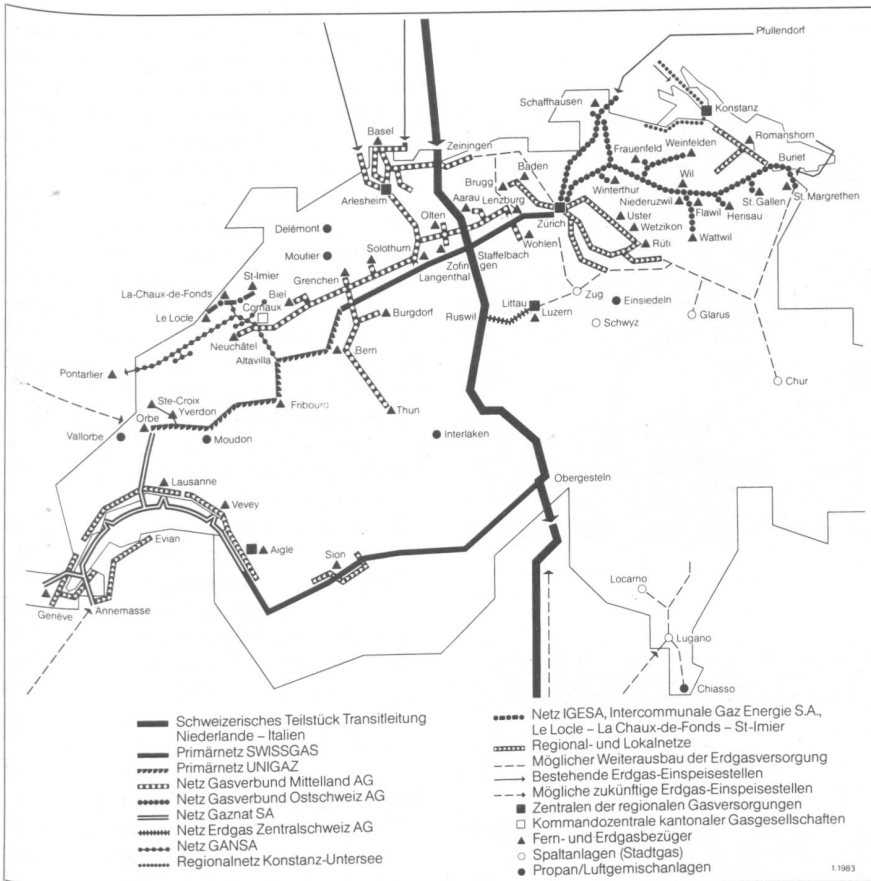 Pfullendorf
Schaffhausen
Konstanz
Basel
Zeiningen
Romanshorn
Frauenfeld
Weinfelden
Baden
Buriet
Brugg
Wil
Arlesheim
Aarau
Lenzburg
Winterthur
Niederuzwil
St. Gallen
St. Margrethen
Olten
Zürich
Flawil
Herisau
Uster
Delémont
Wetzikon
Wattwil
Solothurn
Wohlen
Rüti
Moutier
Staffelbach
Zofingen
St-Imier
Grenchen
Langenthal
La-Chaux-de-Fonds
Biel
Zug
Cornaux
Littau
Einsiedeln
Le Locle
Burgdorf
Ruswil
Luzern
Glarus
Schwyz
Neuchâtel
Altavilla
Bern
Pontarlier
Chur
Ste-Croix
Yverdon
Fribourg
Thun
Orbe
Vallorbe
Moudon
Interlaken
Lausanne
Obergesteln
Vevey
Evian
Aigle
Sion
Locarno
Genève
Annemasse
Lugano
Chiasso
Schweizerisches Teilstück Transitleitung
Niederlande – Italien
Primärnetz SWISSGAS
Primärnetz UNIGAZ
Netz Gasverbund Mittelland AG
Netz Gasverbund Ostschweiz AG
Netz Gaznat SA
Netz Erdgas Zentralschweiz AG
Netz GANSA
Regionalnetz Konstanz-Untersee
Netz IGESA, Intercommunale Gaz Energie S.A.,
Le Locle – La Chaux-de-Fonds – St-Imier
Regional- und Lokalnetze
Möglicher Weiterausbau der Erdgasversorgung
Bestehende Erdgas-Einspeisestellen
Mögliche zukünftige Erdgas-Einspeisestellen
Zentralen der regionalen Gasversorgungen
Kommandozentrale kantonaler Gasgesellschaften
Fern- und Erdgasbezüger
Spaltanlagen (Stadtgas)
Propan/Luftgemischanlagen
1.1983